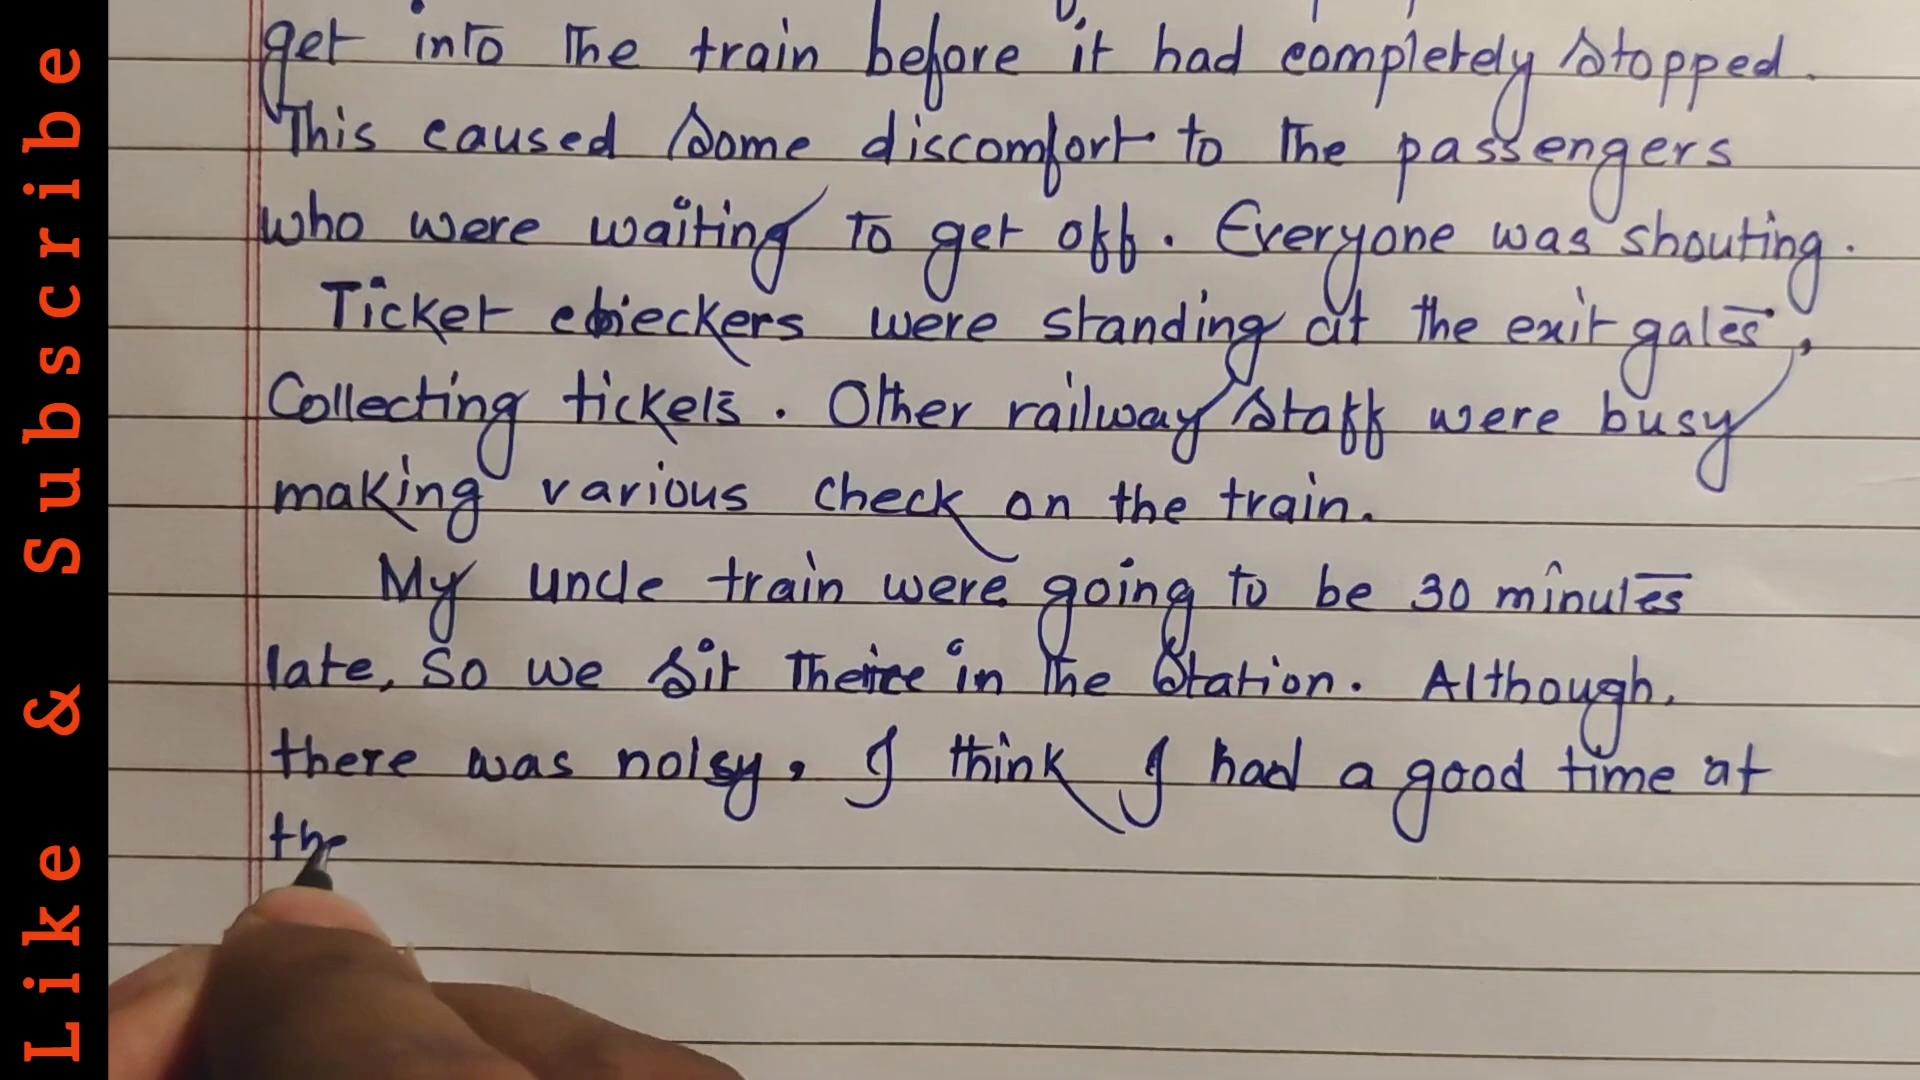 Like & Subscribe
get into the train before it had completely stopped.
This caused some discomfort to the passengers
who were waiting to get off. Everyone was shouting.
Ticket checkers were standing at the exit gates,
Collecting tickets. Other railway staff were busy
making various check on the train.
My uncle train were going to be 30 minutes
late, So we sit there in the Station. Although,
there was noisy, I think I had a good time at
the